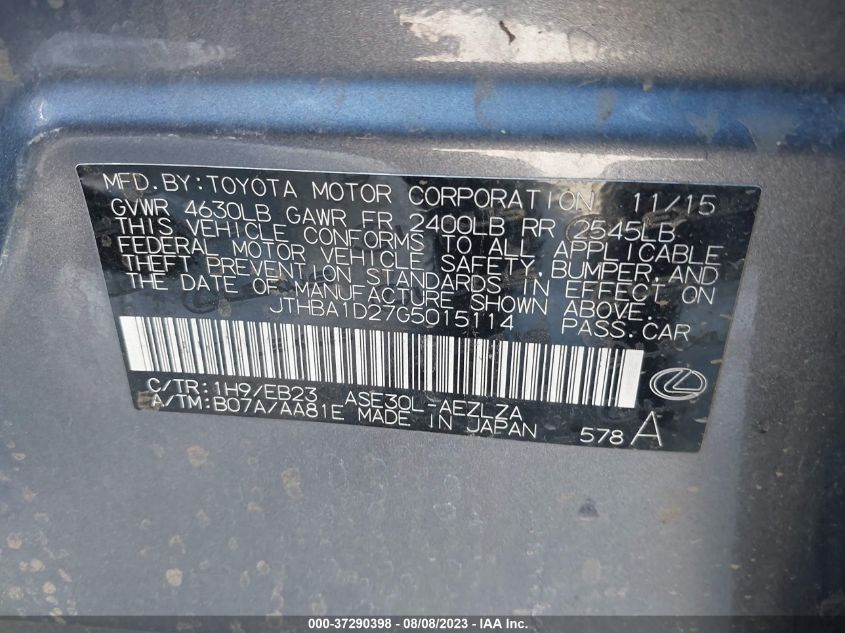 MFD.BY:TOYOTA MOTOR CORPORATION 11/15
GVWR 4630LB GAWR FR 2400LB RR 2545LB
THIS VEHICLE CONFORMS TO ALL APPLICABLE
FEDERAL MOTOR VEHICLE SAFETY,BUMPER,AND
THEFT PREVENTION STANDARDS IN EFFECT ON
THE DATE OF MANUFACTURE SHOWN ABOVE.
JTHBA1D27G5015114 PASS.CAR
C/TR:1H9/EB23 ASE30L-AEZLZA
A/TM:B07A/AA81E MADE IN JAPAN 578 A
000-37290398 - 08/08/2023 - IAA Inc.